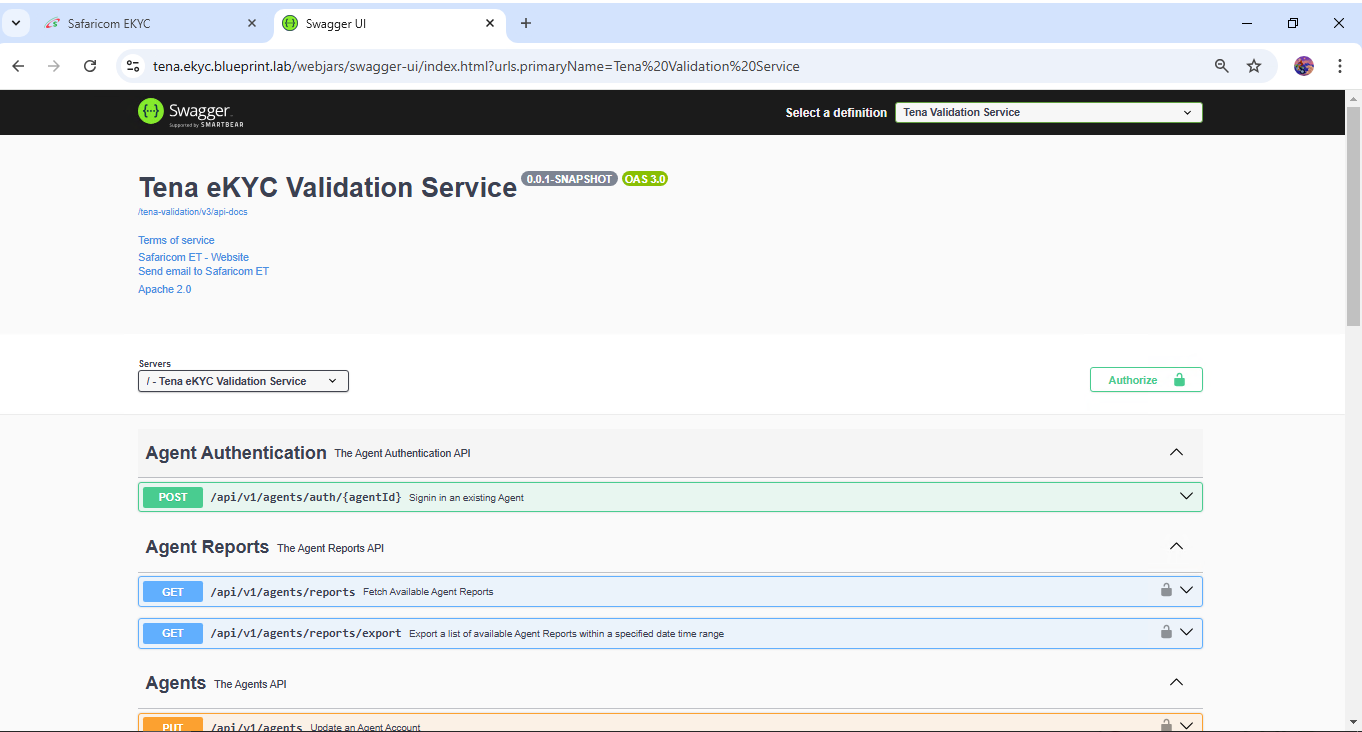 Safaricom EKYC
Swagger UI
tena.ekyc.blueprint.lab/webjars/swagger-ui/index.html?urls.primaryName=Tena%20Validation%20Service
Swagger
Supported by SMARTBEAR
Select a definition
Tena Validation Service
Tena eKYC Validation Service 0.0.1-SNAPSHOT OAS 3.0
/tena-validation/v3/api-docs
Terms of service
Safaricom ET - Website
Send email to Safaricom ET
Apache 2.0
Servers
/ - Tena eKYC Validation Service
Authorize
Agent Authentication The Agent Authentication API
POST /api/v1/agents/auth/{agentId} Signin in an existing Agent
Agent Reports The Agent Reports API
GET /api/v1/agents/reports Fetch Available Agent Reports
GET /api/v1/agents/reports/export Export a list of available Agent Reports within a specified date time range
Agents The Agents API
PUT /api/v1/agents Update an Agent Account